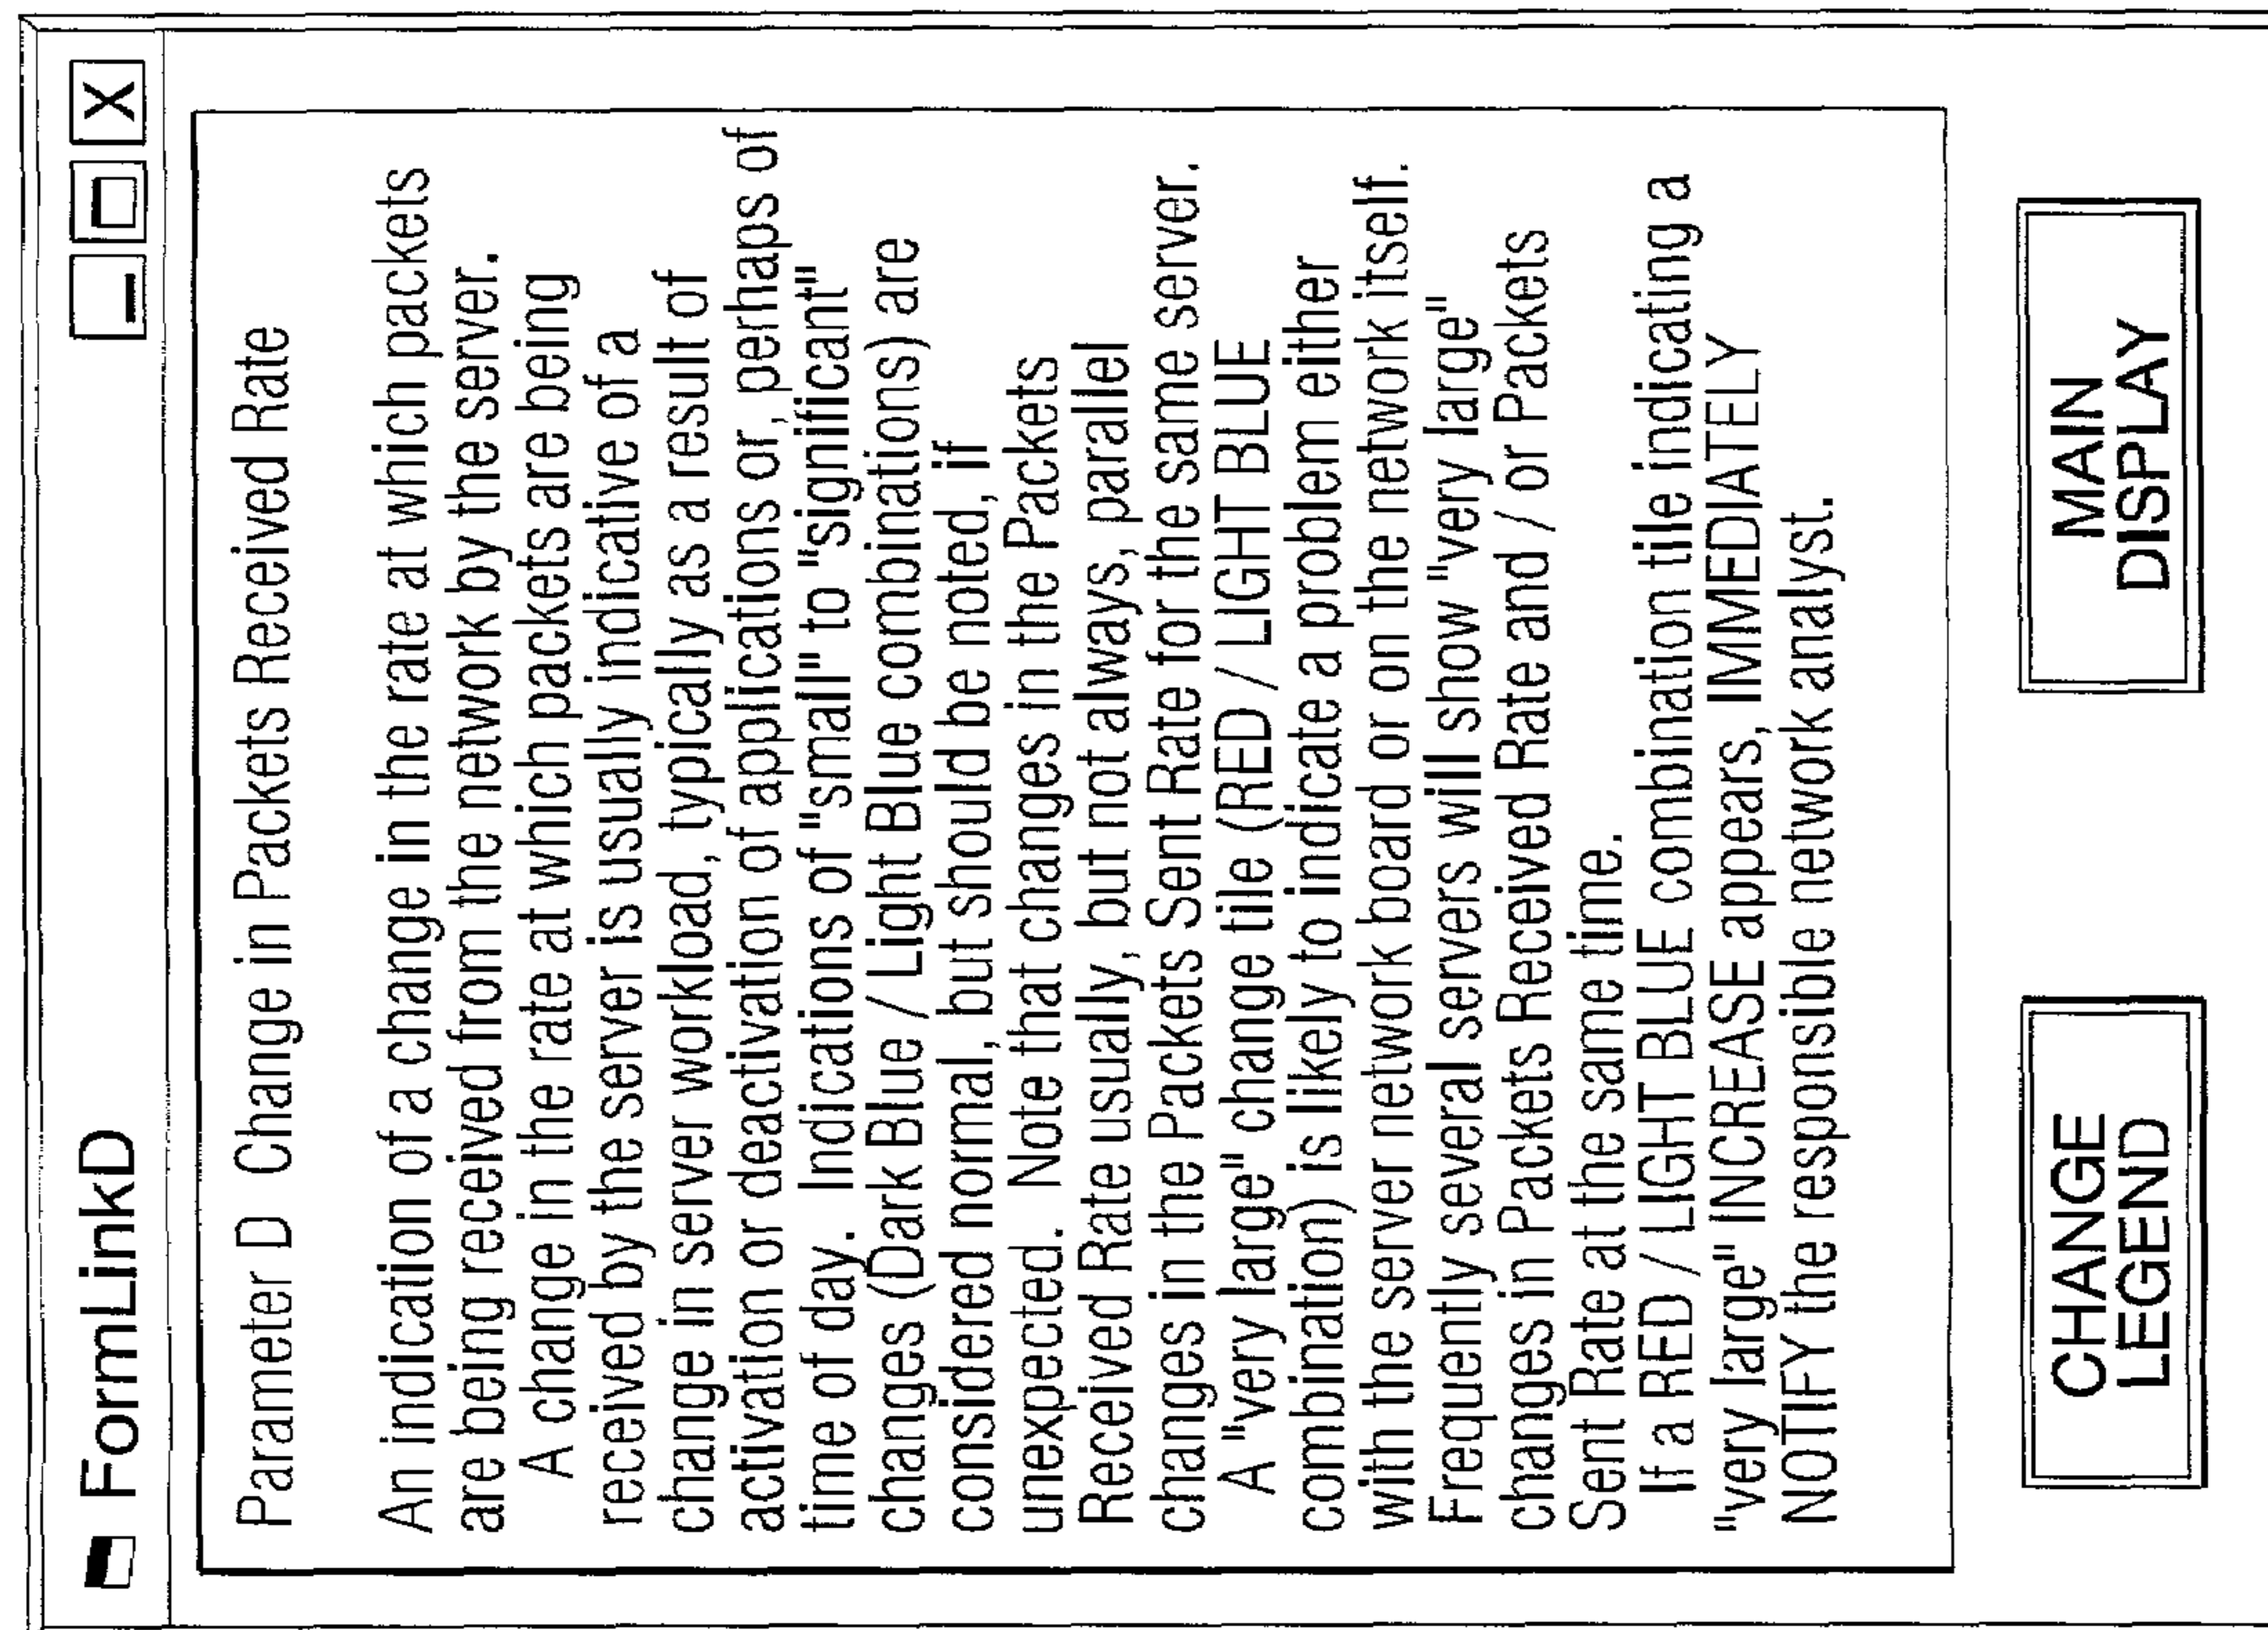 FormLinkD
Parameter D Change in Packets Received Rate
An indication of a change in the rate at which packets
are being received from the network by the server.
A change in the rate at which packets are being
received by the server is usually indicative of a
change in server workload, typically as a result of
activation or deactivation of applications or, perhaps of
time of day. Indications of "small" to "significant"
changes (Dark Blue / Light Blue combinations) are
considered normal, but should be noted, if
unexpected. Note that changes in the Packets
Received Rate usually, but not always, parallel
changes in the Packets Sent Rate for the same server.
A "very large" change tile (RED / LIGHT BLUE
combination) is likely to indicate a problem either
with the server network board or on the network itself.
Frequently several servers will show "very large"
changes in Packets Received Rate and / or Packets
Sent Rate at the same time.
If a RED / LIGHT BLUE combination tile indicating a
"very large" INCREASE appears, IMMEDIATELY
NOTIFY the responsible network analyst.
CHANGE
LEGEND
MAIN
DISPLAY